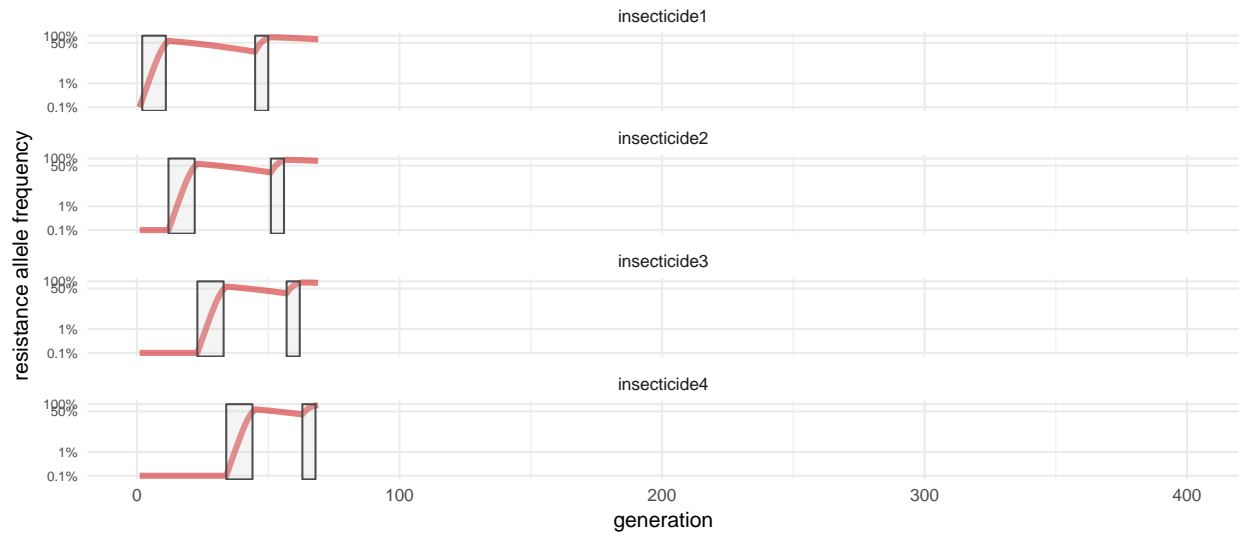 insecticide1
100%
50%
1%
0.1%
insecticide2
100%
50%
1%
0.1%
insecticide3
100%
50%
1%
0.1%
insecticide4
100%
50%
1%
0.1%
0 100 200 300 400
generation
resistance allele frequency